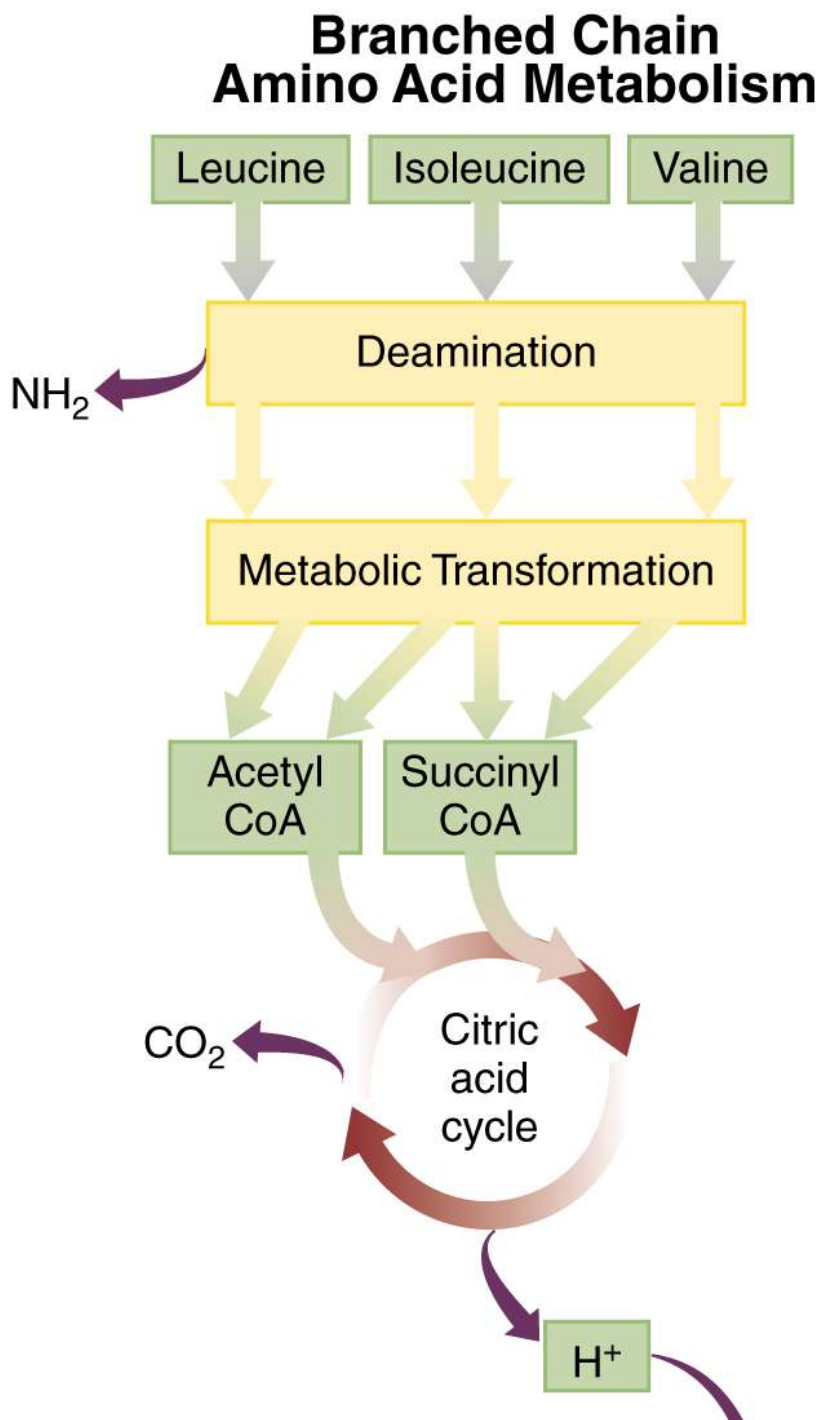 Branched Chain
Amino Acid Metabolism
Leucine
Isoleucine
Valine
Deamination
NH₂
Metabolic Transformation
Acetyl
CoA
Succinyl
CoA
Citric
acid
cycle
CO₂
H⁺